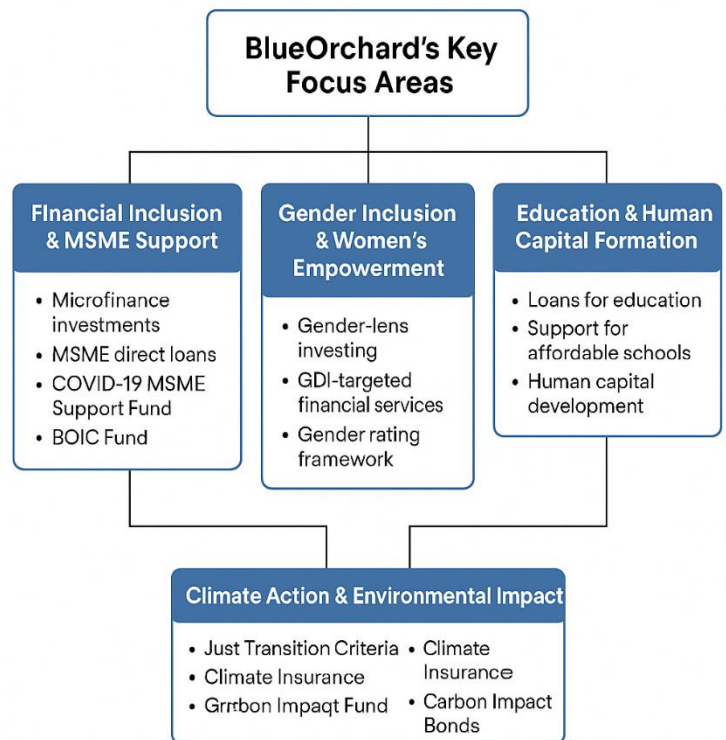 BlueOrchard's Key
Focus Areas
FInancial Inclusion
& MSME Support
• Microfinance
investments
• MSME direct loans
• COVID-19 MSME
Support Fund
• BOIC Fund
Gender Inclusion
& Women's
Empowerment
• Gender-lens
investing
• GDI-targeted
financial services
• Gender rating
framework
Education & Human
Capital Formation
• Loans for education
• Support for
affordable schools
• Human capital
development
Climate Action & Environmental Impact
• Just Transition Criteria
• Climate Insurance
• Impaqt Fund
• Climate
Insurance
• Carbon Impact
Bonds